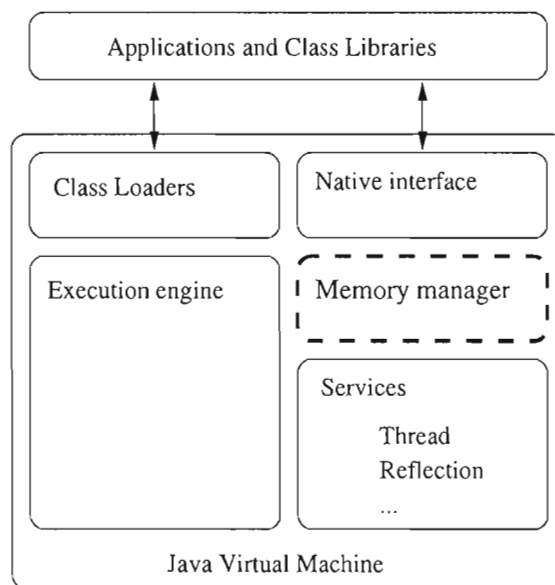 Applications and Class Libraries
Class Loaders
Native interface
Execution engine
Memory manager
Services
Thread
Reflection
...
Java Virtual Machine